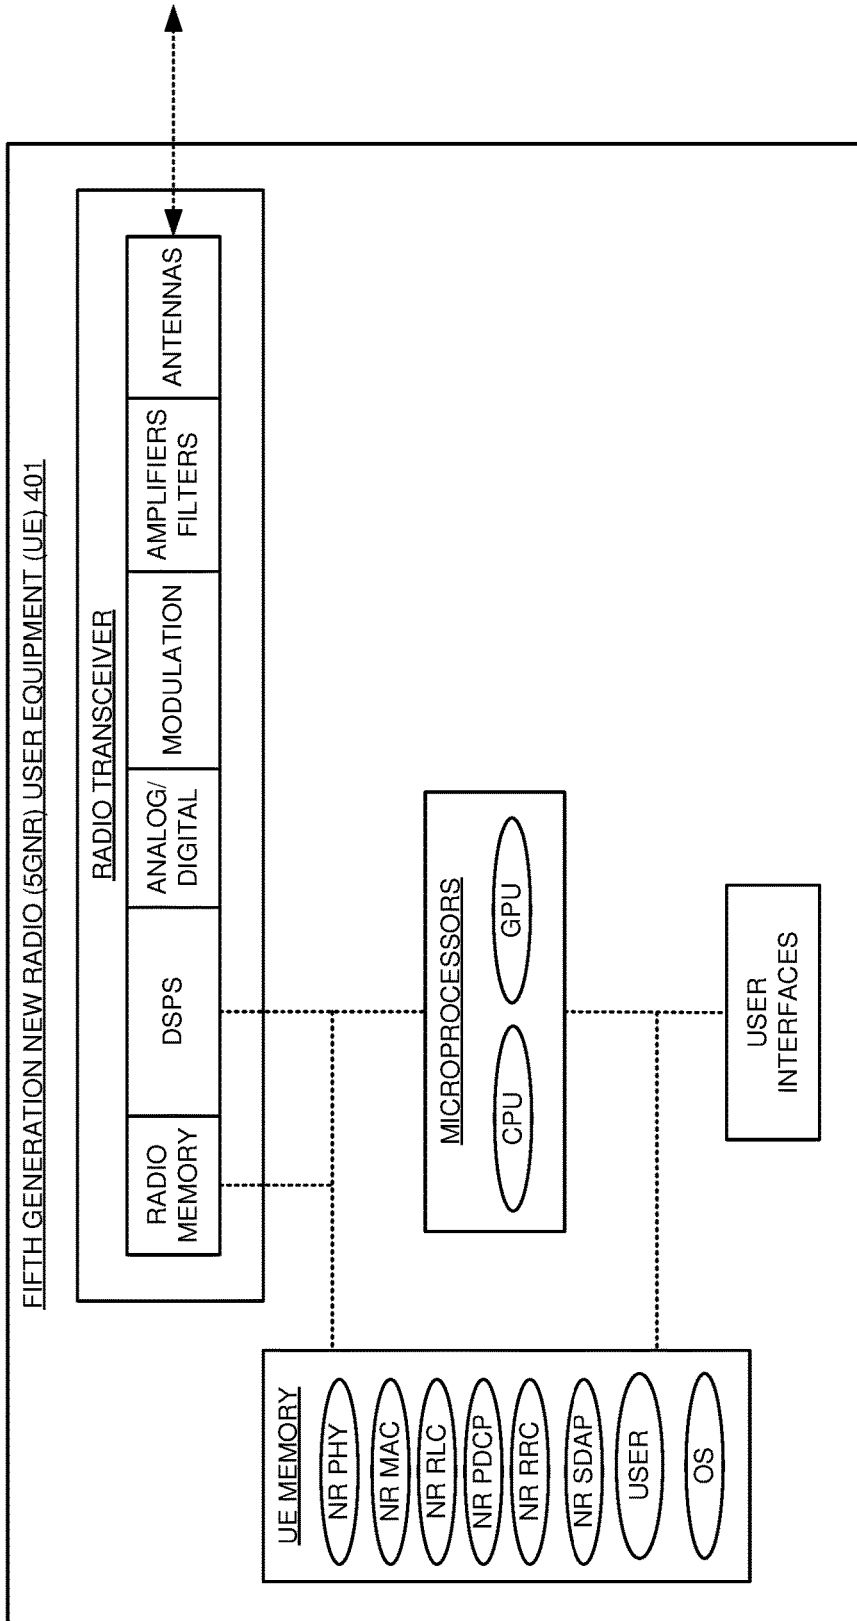 FIFTH GENERATION NEW RADIO (5GNR) USER EQUIPMENT (UE) 401
RADIO TRANSCEIVER
RADIO
MEMORY
DSPS
ANALOG/
DIGITAL
MODULATION
AMPLIFIERS
FILTERS
ANTENNAS
UE MEMORY
NR PHY
NR MAC
NR RLC
NR PDCP
NR RRC
NR SDAP
USER
OS
MICROPROCESSORS
CPU
GPU
USER
INTERFACES